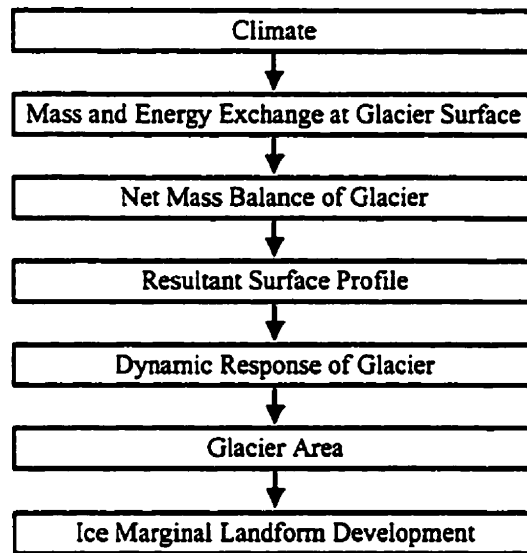 Climate
Mass and Energy Exchange at Glacier Surface
Net Mass Balance of Glacier
Resultant Surface Profile
Dynamic Response of Glacier
Glacier Area
Ice Marginal Landform Development